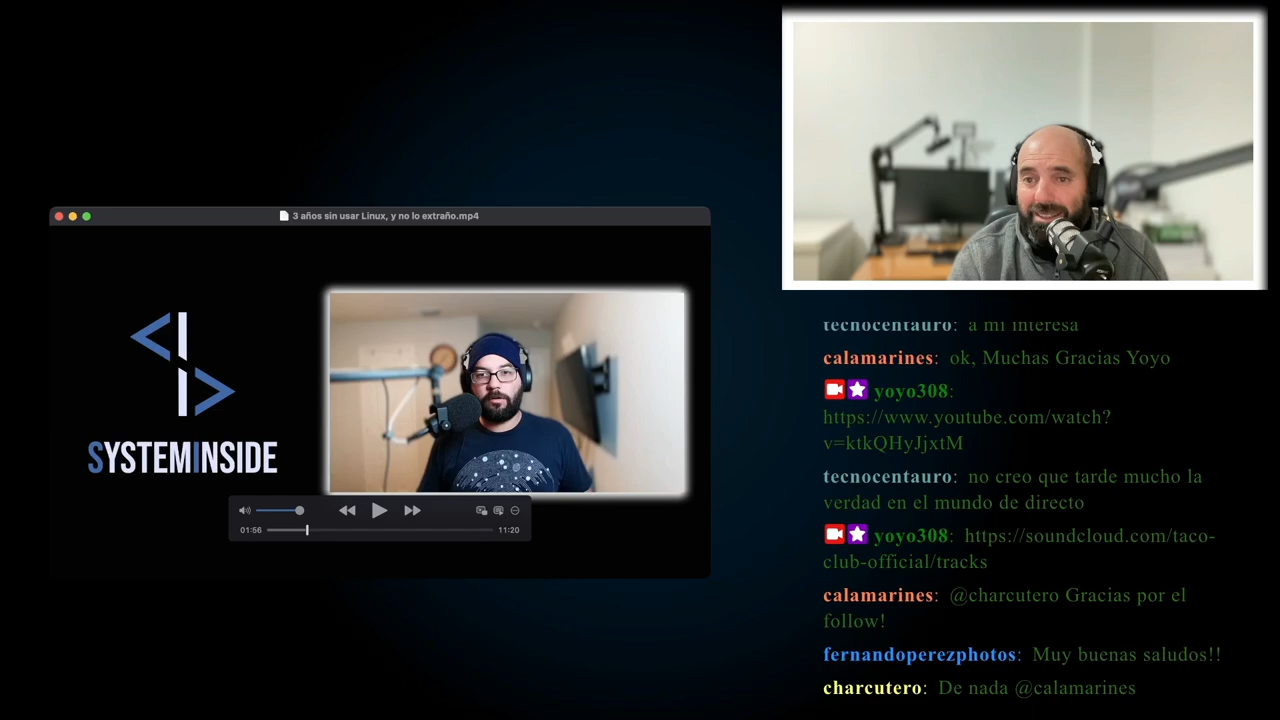 3 años sin usar Linux, y no lo extraño.mp4
SYSTEMINSIDE
01:56
11:20
tecnocentauro: a mi interesa
calamarines: ok, Muchas Gracias Yoyo
yoyo308:
https://www.youtube.com/watch?
v=ktkQHyJjxtM
tecnocentauro: no creo que tarde mucho la
verdad en el mundo de directo
yoyo308: https://soundcloud.com/taco-
club-official/tracks
calamarines: @charcutero Gracias por el
follow!
fernandoperezphotos: Muy buenas saludos!!
charcutero: De nada @calamarines